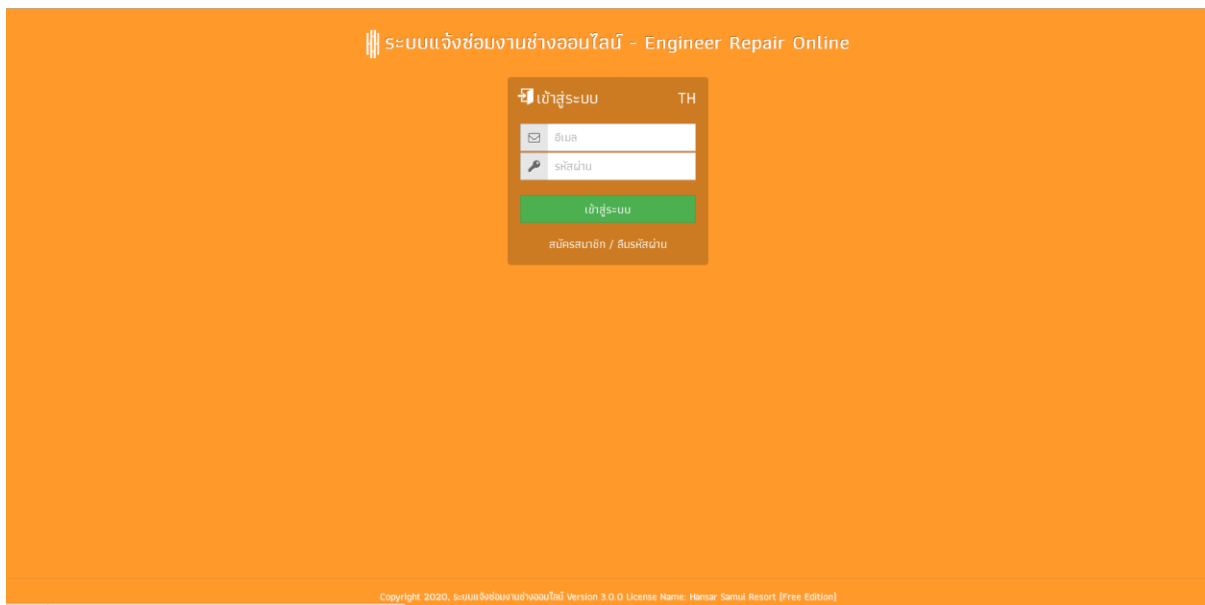 ระบบแจ้งซ่อมงานช่างออนไลน์ - Engineer Repair Online
เข้าสู่ระบบ TH
อีเมล
รหัสผ่าน
เข้าสู่ระบบ
สมัครสมาชิก / ลืมรหัสผ่าน
Copyright 2020, ระบบแจ้งซ่อมงานช่างออนไลน์ Version 3.0.0 License Name: Hansar Samui Resort (Free Edition)